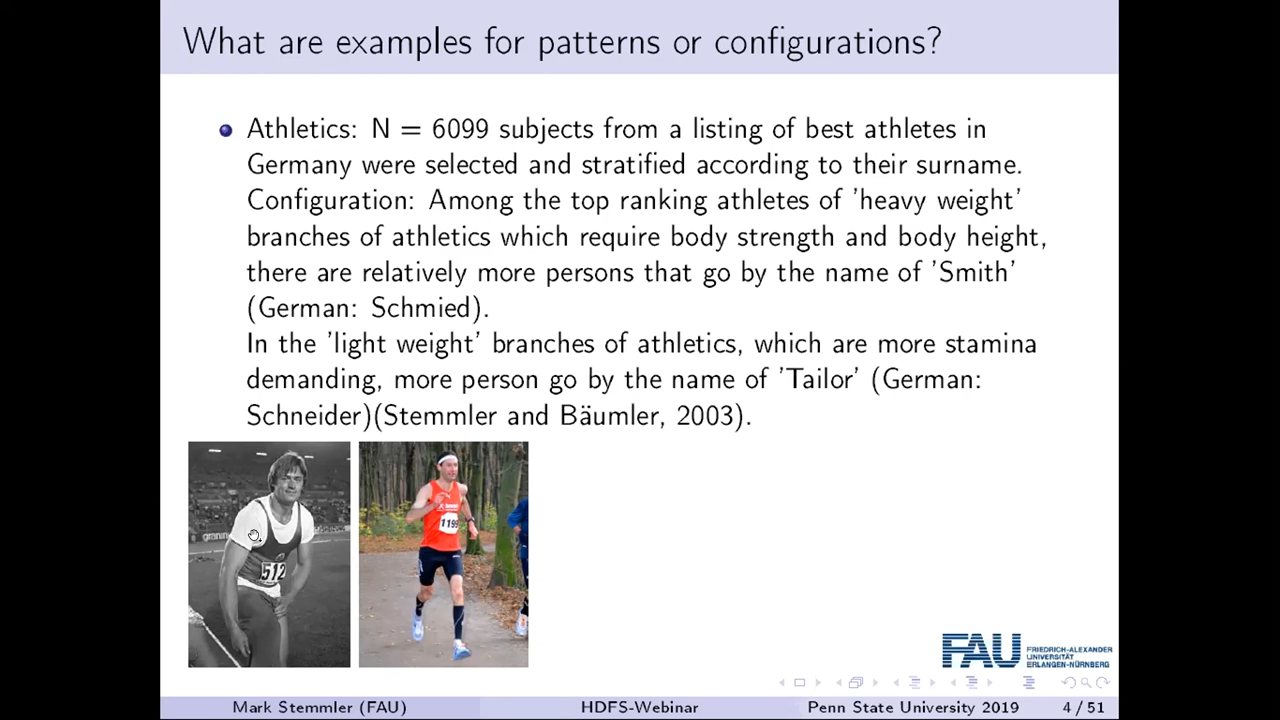 What are examples for patterns or configurations?
Athletics: N = 6099 subjects from a listing of best athletes in
Germany were selected and stratified according to their surname.
Configuration: Among the top ranking athletes of 'heavy weight'
branches of athletics which require body strength and body height,
there are relatively more persons that go by the name of 'Smith'
(German: Schmied).
In the 'light weight' branches of athletics, which are more stamina
demanding, more person go by the name of 'Tailor' (German:
Schneider)(Stemmler and Bäumler, 2003).
512
1199
FAU FRIEDRICH-ALEXANDER
UNIVERSITÄT
ERLANGEN-NÜRNBERG
Mark Stemmler (FAU) HDFS-Webinar Penn State University 2019 4 / 51